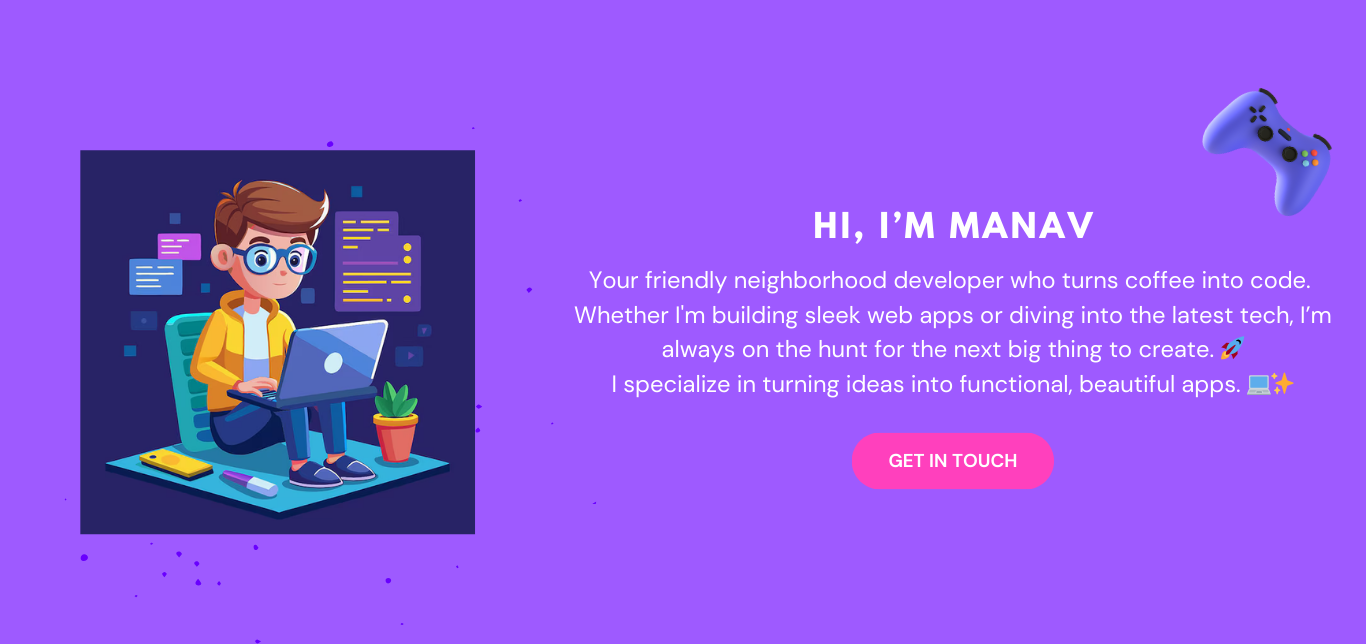 HI, I’M MANAV
Your friendly neighborhood developer who turns coffee into code.
Whether I'm building sleek web apps or diving into the latest tech, I’m
always on the hunt for the next big thing to create. 🚀
I specialize in turning ideas into functional, beautiful apps. 💻✨
GET IN TOUCH